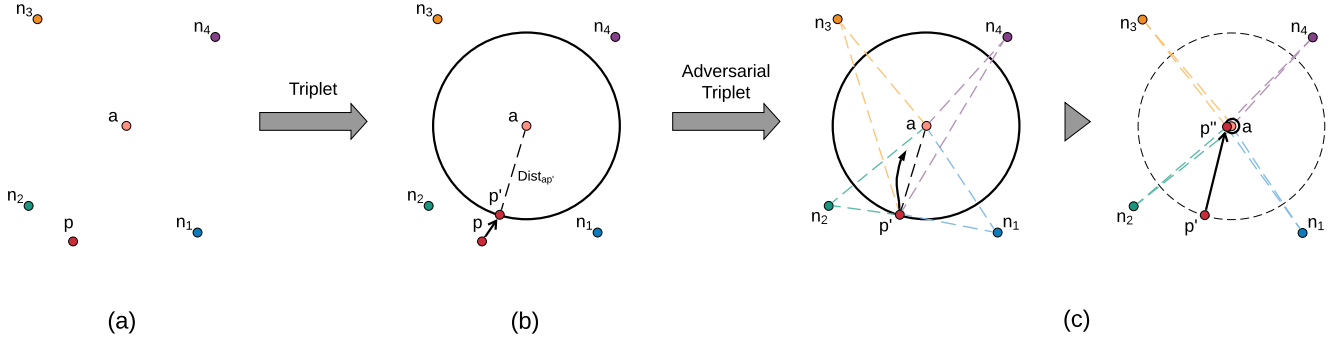 n₃
n₄
a
n₂
p
n₁
(a)
Triplet
n₃
n₄
a
Distₐₚ'
n₂
p'
p
n₁
(b)
Adversarial
Triplet
n₃
n₄
a
n₂
p'
n₁
n₃
n₄
p" a
n₂
p'
n₁
(c)